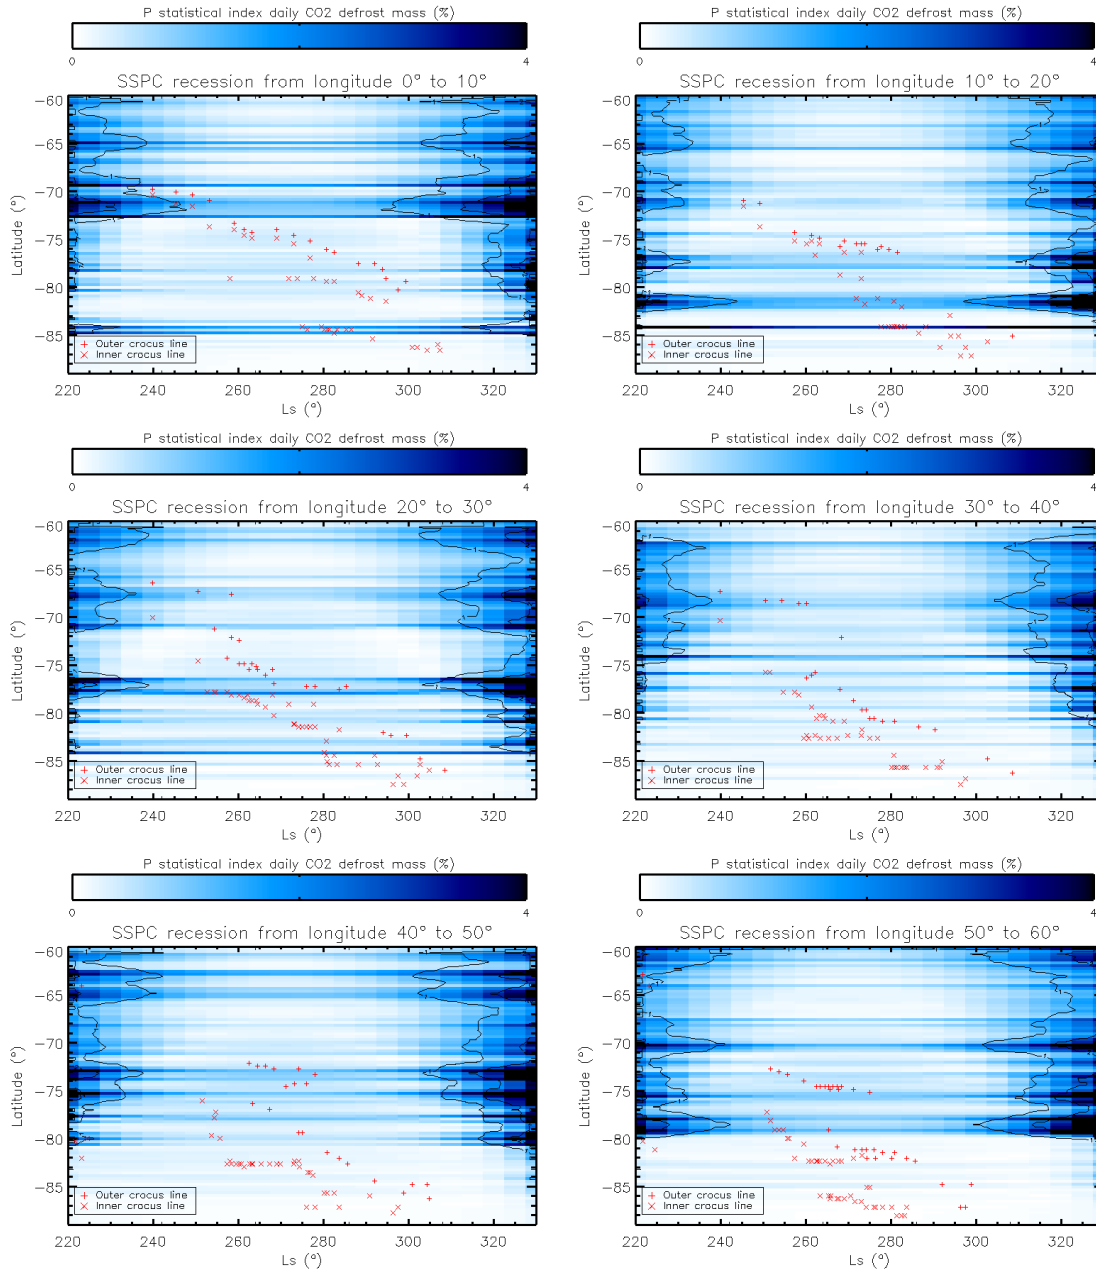 P statistical index daily CO2 defrost mass (%)
0 4
SSPC recession from longitude 0° to 10°
-60
-65
-70
-75
-80
-85
Latitude (°)
1
+ Outer crocus line
× Inner crocus line
220 240 260 280 300 320
Ls (°)
P statistical index daily CO2 defrost mass (%)
0 4
SSPC recession from longitude 10° to 20°
-60
-65
-70
-75
-80
-85
Latitude (°)
1
+ Outer crocus line
× Inner crocus line
220 240 260 280 300 320
Ls (°)
P statistical index daily CO2 defrost mass (%)
0 4
SSPC recession from longitude 20° to 30°
-60
-65
-70
-75
-80
-85
Latitude (°)
1
+ Outer crocus line
× Inner crocus line
220 240 260 280 300 320
Ls (°)
P statistical index daily CO2 defrost mass (%)
0 4
SSPC recession from longitude 30° to 40°
-60
-65
-70
-75
-80
-85
Latitude (°)
1
+ Outer crocus line
× Inner crocus line
220 240 260 280 300 320
Ls (°)
P statistical index daily CO2 defrost mass (%)
0 4
SSPC recession from longitude 40° to 50°
-60
-65
-70
-75
-80
-85
Latitude (°)
1
+ Outer crocus line
× Inner crocus line
220 240 260 280 300 320
Ls (°)
P statistical index daily CO2 defrost mass (%)
0 4
SSPC recession from longitude 50° to 60°
-60
-65
-70
-75
-80
-85
Latitude (°)
1
+ Outer crocus line
× Inner crocus line
220 240 260 280 300 320
Ls (°)